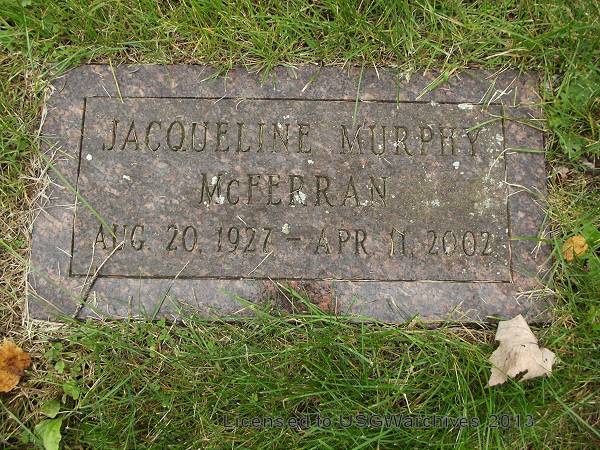 JACQUELINE MURPHY
MCFERRAN
AUG. 20, 1927 - APR. 11, 2002
Licensed to USGWarchives 2013